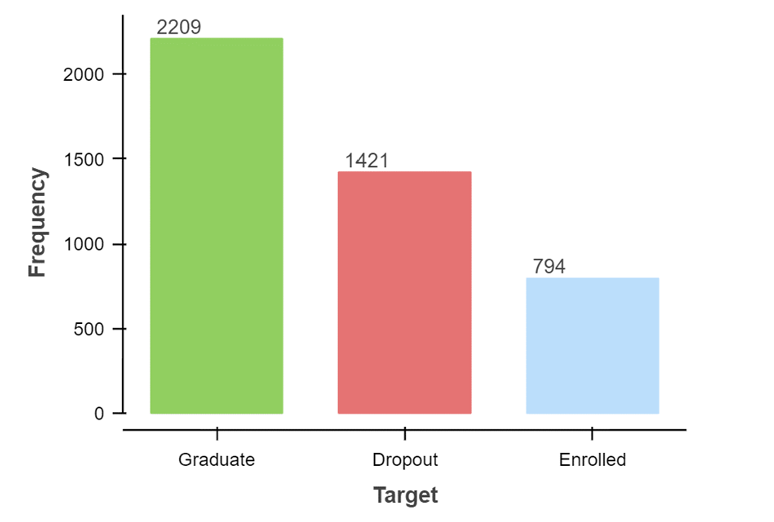 2209
2000
1421
1500
Frequency
1000
794
500
0
Graduate
Dropout
Enrolled
Target